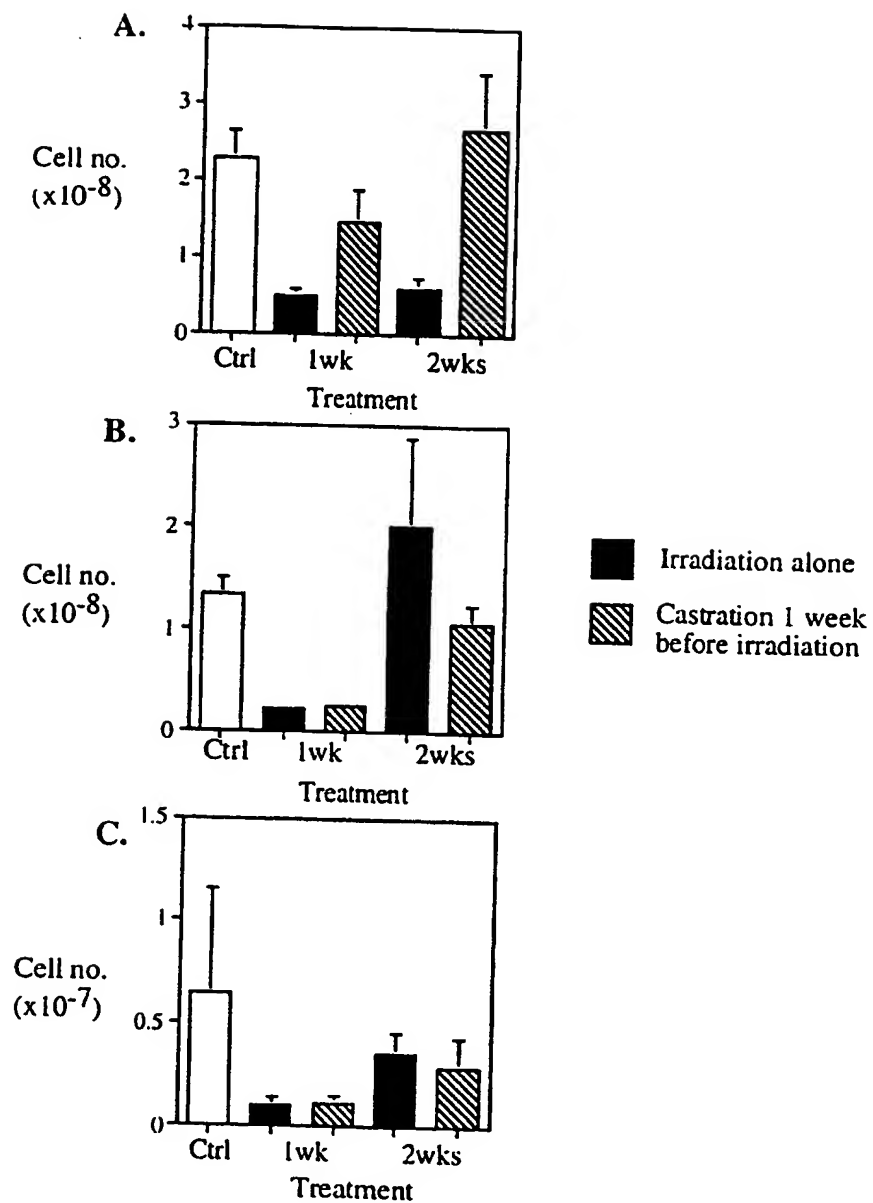 A.
4
3
2
1
0
Cell no.
(x10-8)
Ctrl 1wk 2wks
Treatment
B.
3
2
1
0
Cell no.
(x10-8)
Ctrl 1wk 2wks
Treatment
Irradiation alone
Castration 1 week
before irradiation
C.
1.5
1
0.5
0
Cell no.
(x10-7)
Ctrl 1wk 2wks
Treatment